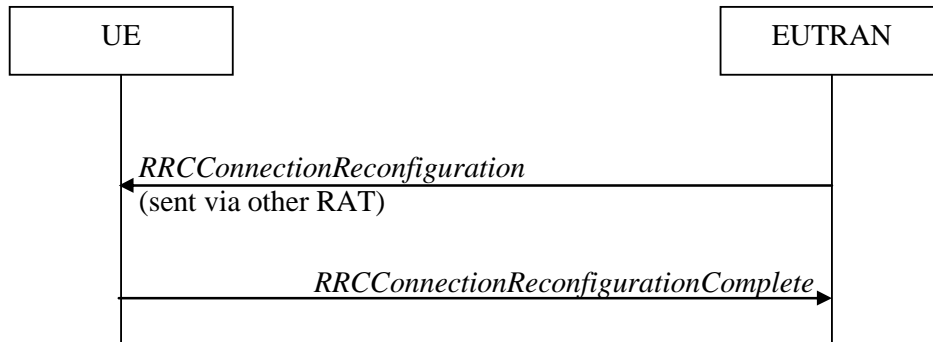 UE
EUTRAN
RRCConnectionReconfiguration
(sent via other RAT)
RRCConnectionReconfigurationComplete